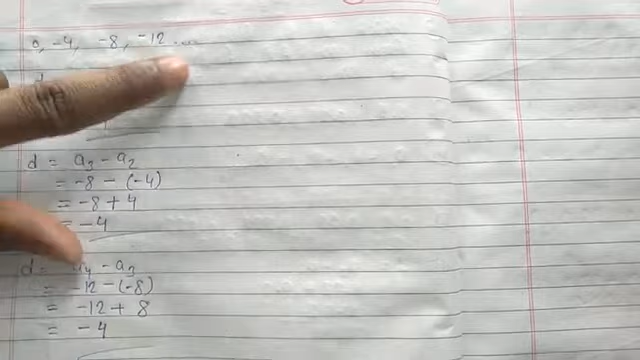 0, -4, -8, -12 ....
d = a₃ - a₂
= -8 - (-4)
= -8 + 4
= -4
d = a₄ - a₃
= -12 - (-8)
= -12 + 8
= -4